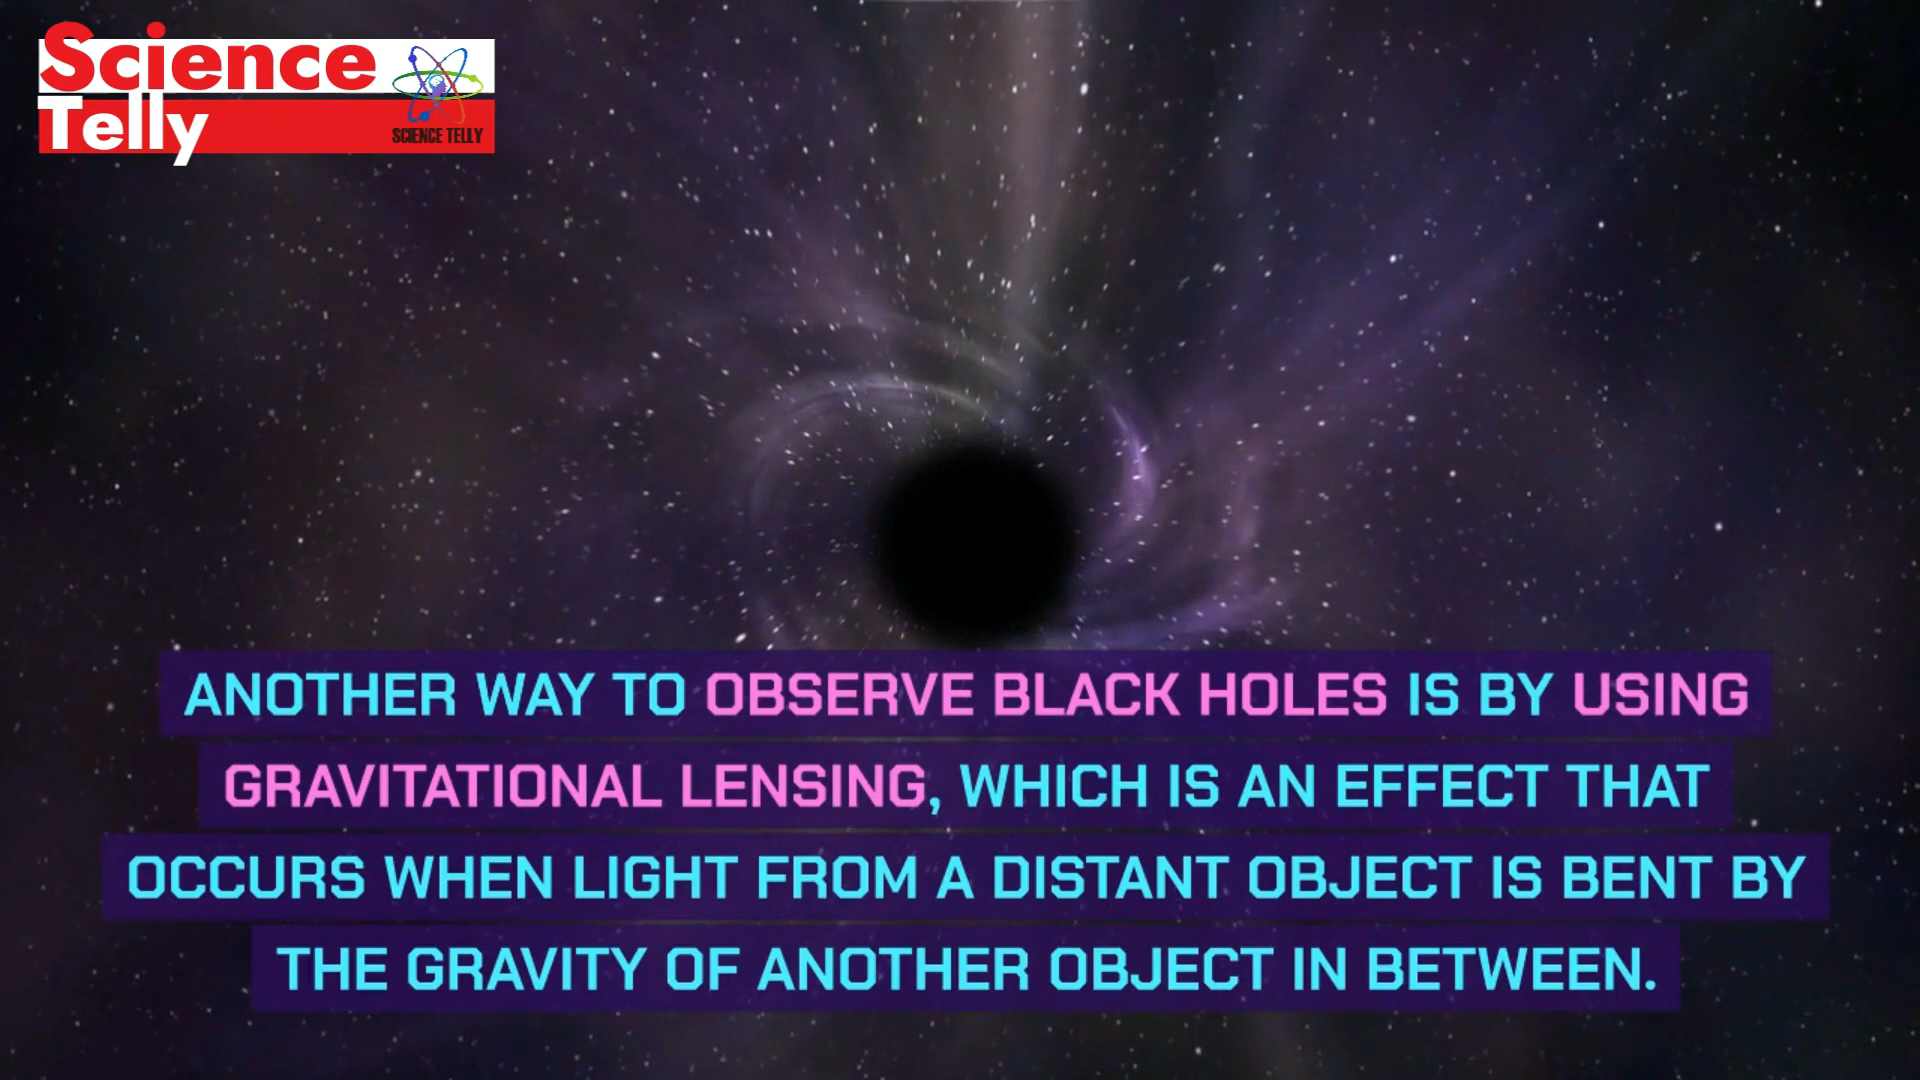 Science
Telly
SCIENCE TELLY
ANOTHER WAY TO OBSERVE BLACK HOLES IS BY USING
GRAVITATIONAL LENSING, WHICH IS AN EFFECT THAT
OCCURS WHEN LIGHT FROM A DISTANT OBJECT IS BENT BY
THE GRAVITY OF ANOTHER OBJECT IN BETWEEN.